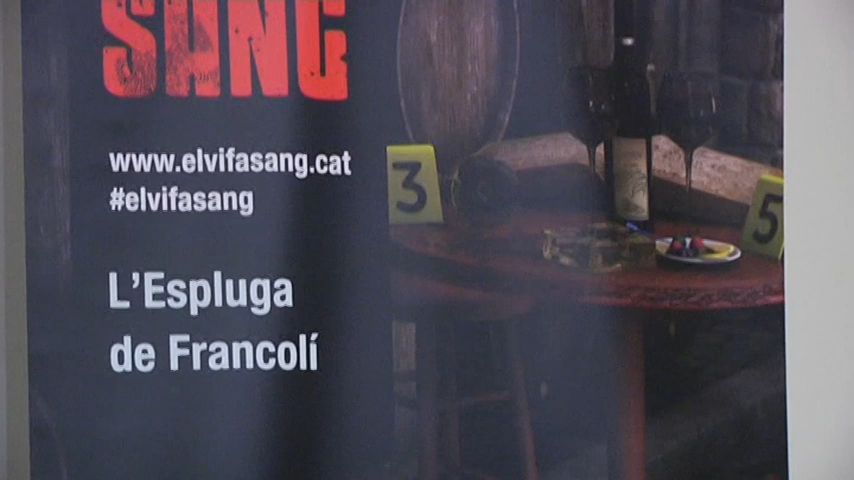 SANG
www.elvifasang.cat
#elvifasang
3
5
L'Espluga
de Francolí